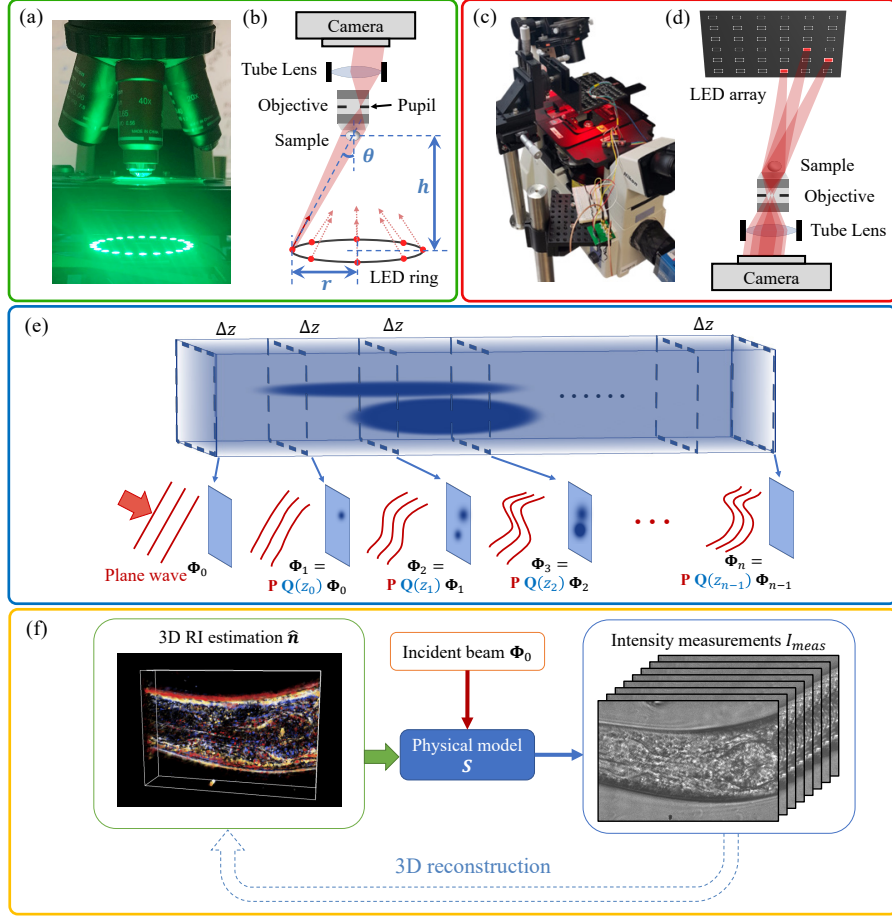 (a)
40x
(b)
Camera
Tube Lens
Objective
Pupil
Sample
θ
h
r
LED ring
(c)
(d)
LED array
Sample
Objective
Tube Lens
Camera
(e)
Δz Δz Δz Δz
Plane wave Φ₀
Φ₁ =
P Q(z₀) Φ₀
Φ₂ =
P Q(z₁) Φ₁
Φ₃ =
P Q(z₂) Φ₂
Φₙ =
P Q(zₙ₋₁) Φₙ₋₁
(f)
3D RI estimation n̂
Incident beam Φ₀
Physical model
S
Intensity measurements I_meas
3D reconstruction